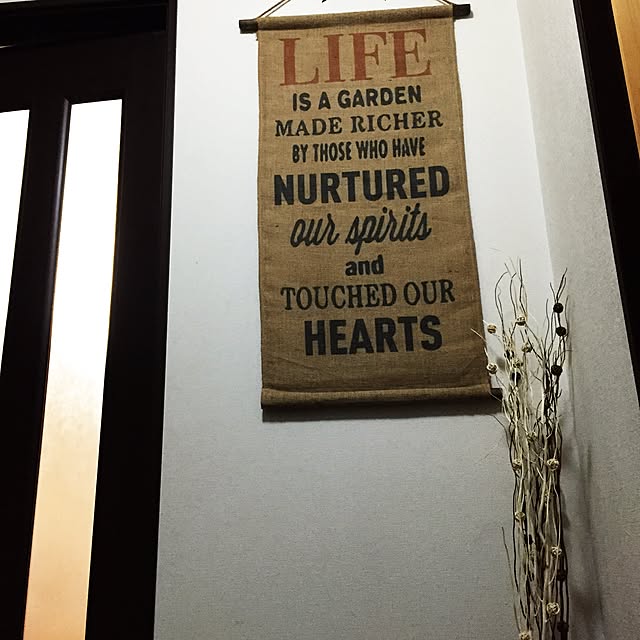 LIFE
IS A GARDEN
MADE RICHER
BY THOSE WHO HAVE
NURTURED
our spirits
and
TOUCHED OUR
HEARTS